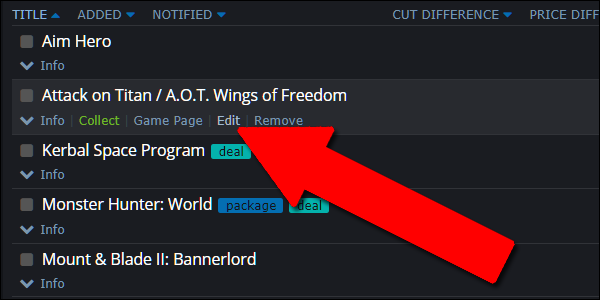 TITLE ADDED NOTIFIED CUT DIFFERENCE PRICE DIFF
Aim Hero
Info
Attack on Titan / A.O.T. Wings of Freedom
Info | Collect | Game Page | Edit | Remove
Kerbal Space Program deal
Info
Monster Hunter: World package deal
Info
Mount & Blade II: Bannerlord
Info